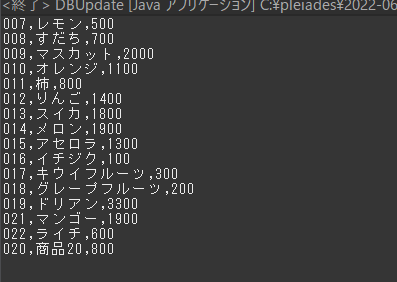 <終了> DBUpdate [Java アプリケーション] C:¥pleiades¥2022-06
007,レモン,500
008,すだち,700
009,マスカット,2000
010,オレンジ,1100
011,柿,800
012,りんご,1400
013,スイカ,1800
014,メロン,1900
015,アセロラ,1300
016,イチジク,100
017,キウイフルーツ,300
018,グレープフルーツ,200
019,ドリアン,3300
021,マンゴー,1900
022,ライチ,600
020,商品20,800